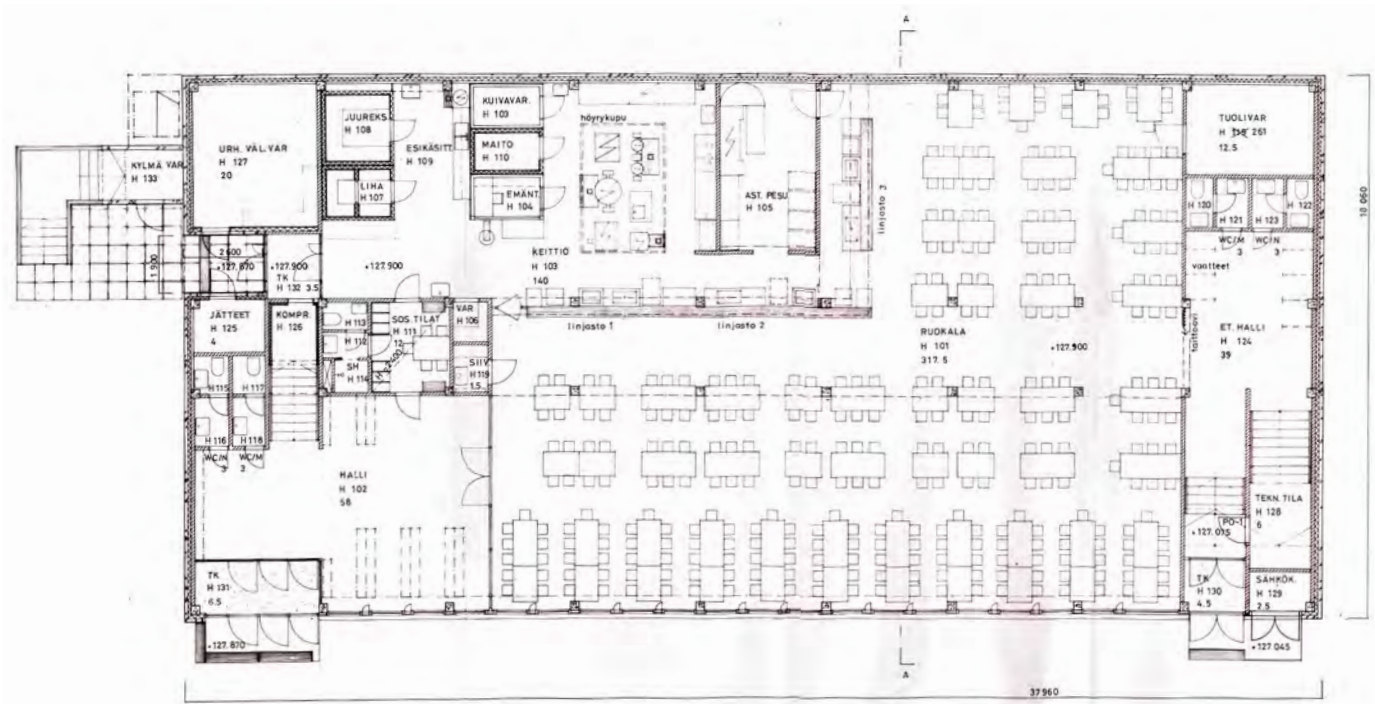 A
URH. VÄL.VAR
H 127
20
JUUREKS.
H 108
ESIKÄSITT.
H 109
KUIVAVAR.
H 103
MAITO
H 110
LIHA
H 107
EMÄNT.
H 104
höyrykupu
AST. PESU
H 105
linjasto 3
TUOLIVAR
H 261
12.5
KYLMÄ VAR.
H 133
H 120
H 121
H 123
H 122
WC/M
3
WC/N
3
18 060
2 600
1 900
+127.870
+127.900
TK
H 132 3.5
+127.900
KEITTIÖ
H 103
140
vaatteet
JÄTTEET
H 125
4
KOMPR.
H 126
H 113
H 112
SH
H 114
SOS.TILAT
H 111
12
2400
VAR
H 106
SIIV.
H 119
1.5
linjasto 1
linjasto 2
RUOKALA
H 101
317.5
+127.900
taitto ovi
ET. HALLI
H 124
39
H 115
H 117
H 116
H 118
WC/N
3
WC/M
3
HALLI
H 102
56
TEKN. TILA
H 128
6
PO-1
+127.075
TK
H 131
6.5
TK
H 130
4.5
SÄHKÖK.
H 129
2.5
+127.870
+127 045
A
37960